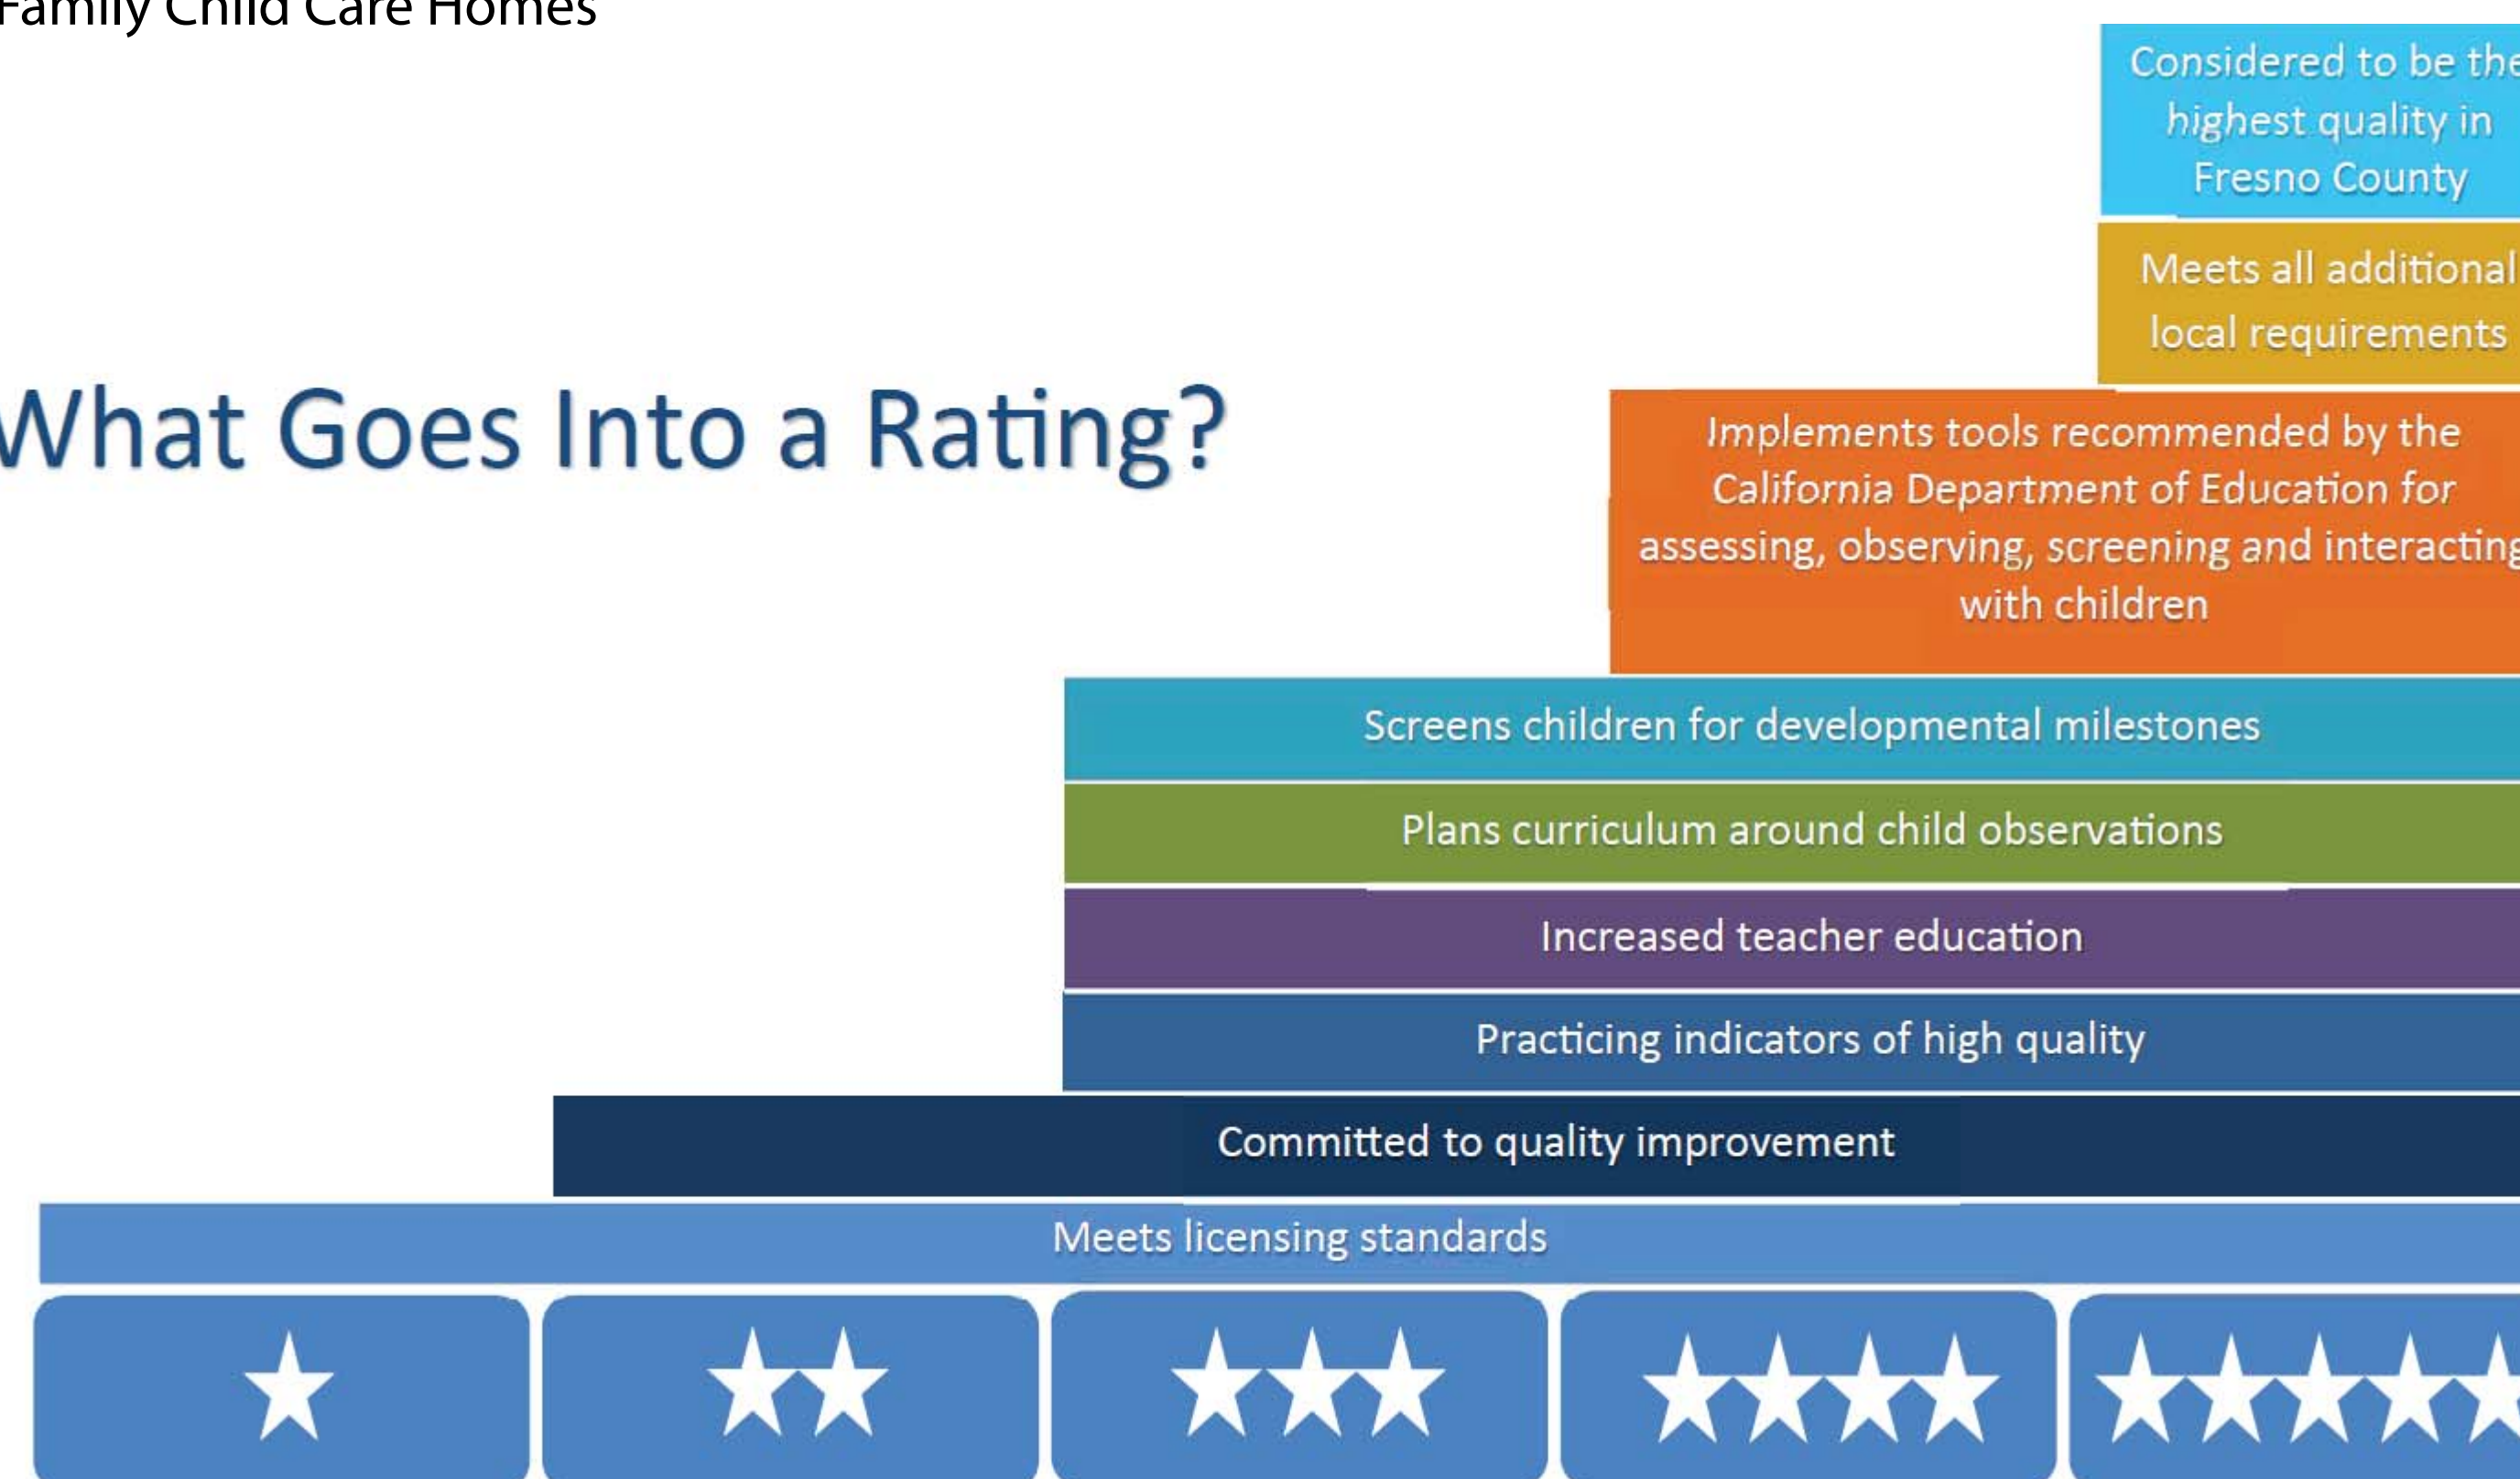 Family Child Care Homes
Considered to be the
highest quality in
Fresno County
Meets all additional
local requirements
What Goes Into a Rating?
Implements tools recommended by the
California Department of Education for
assessing, observing, screening and interacting
with children
Screens children for developmental milestones
Plans curriculum around child observations
Increased teacher education
Practicing indicators of high quality
Committed to quality improvement
Meets licensing standards